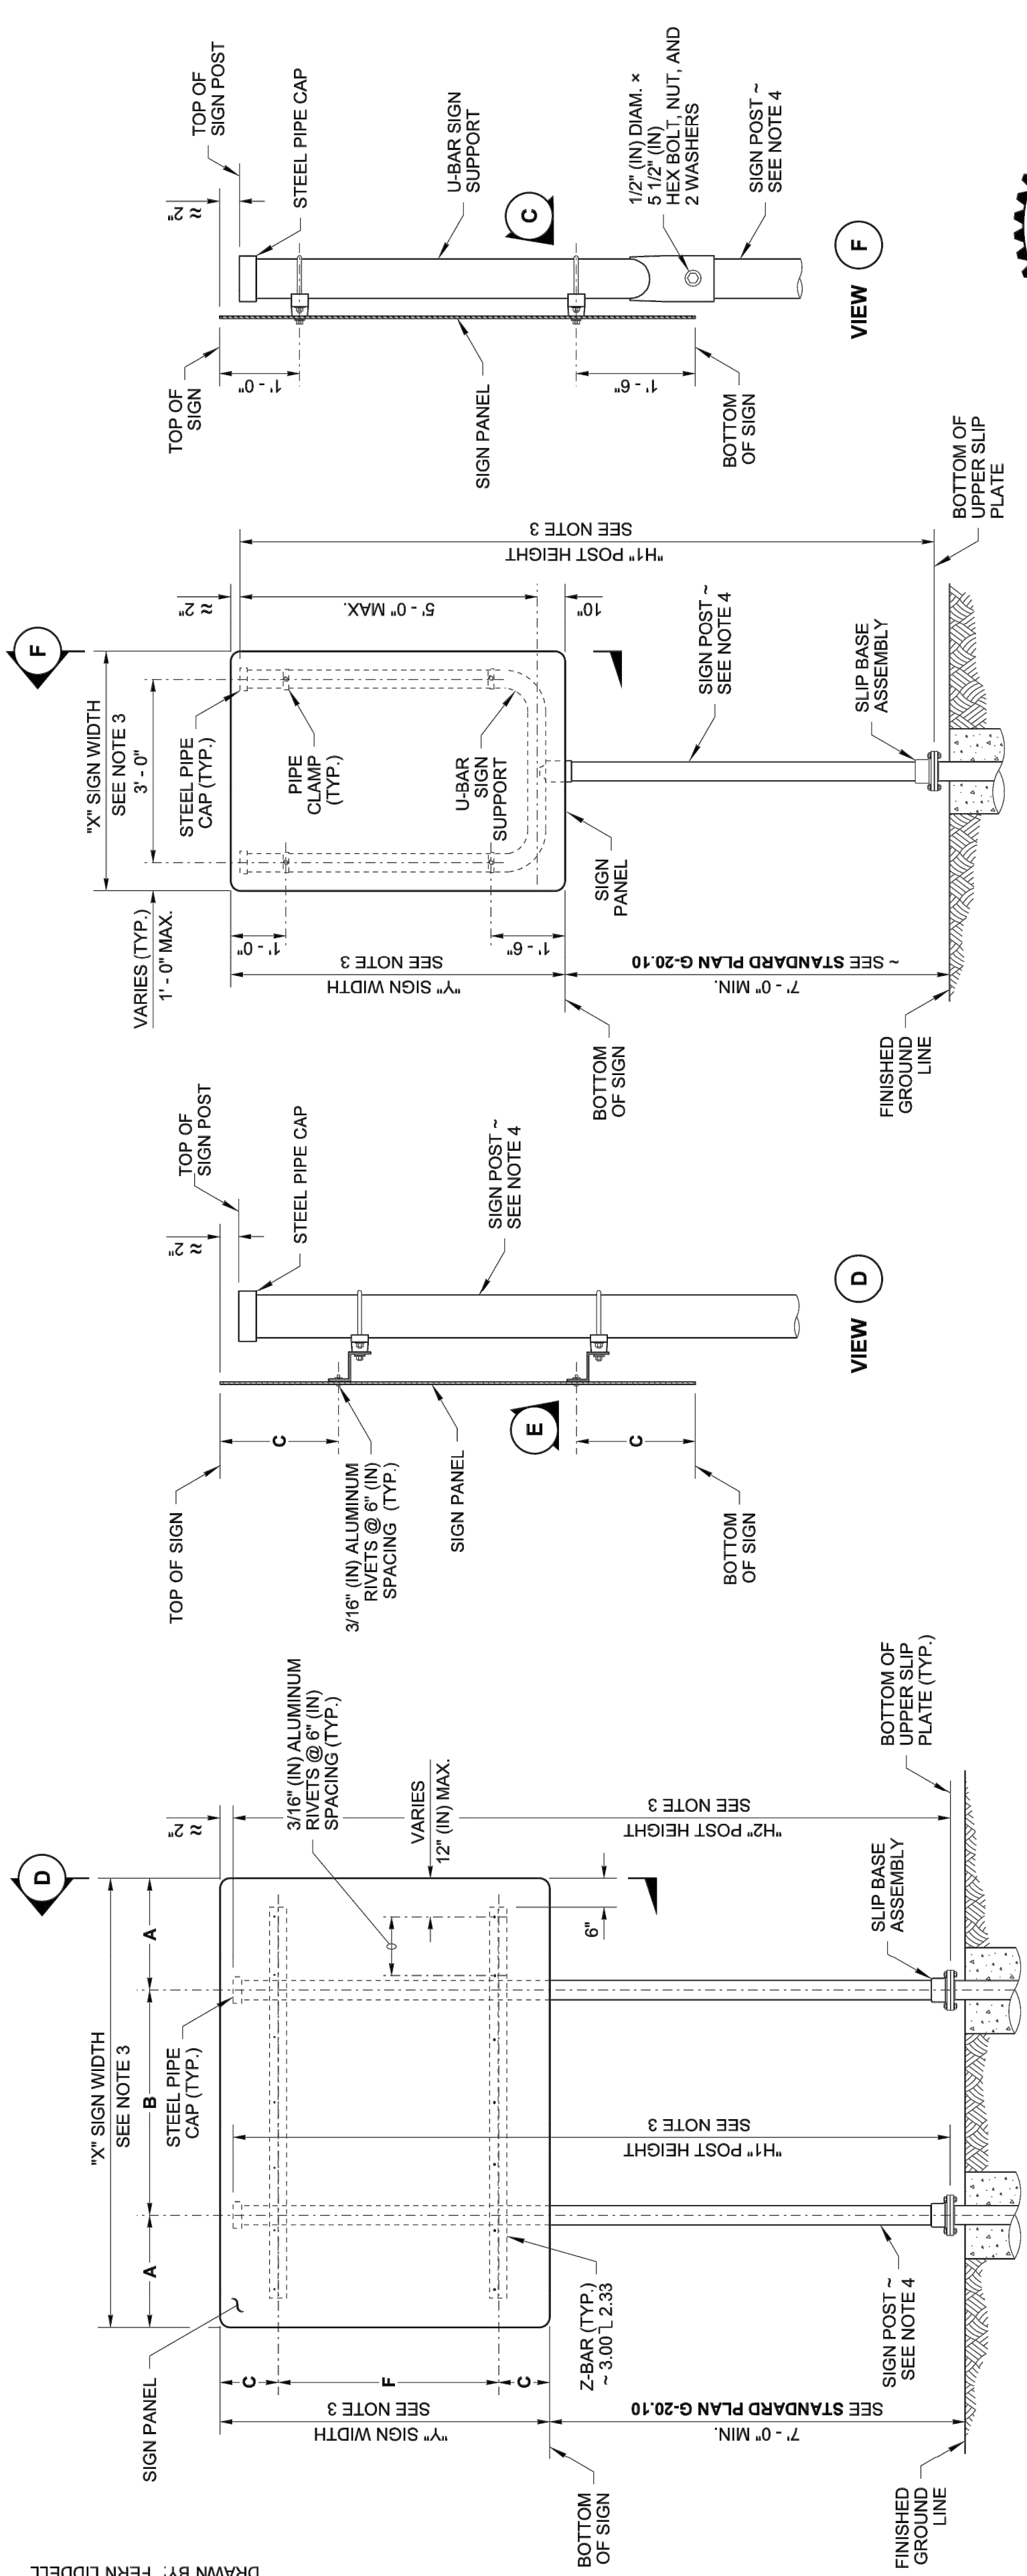 DRAWN BY: FERN LIDDELL
D
"X" SIGN WIDTH
SEE NOTE 3
A
B
A
SIGN PANEL
STEEL PIPE
CAP (TYP.)
≈ 2"
3/16" (IN) ALUMINUM
RIVETS @ 6" (IN)
SPACING (TYP.)
VARIES
12" (IN) MAX.
6"
C
F
C
"Y" SIGN WIDTH
SEE NOTE 3
Z-BAR (TYP.)
~ 3.00 L 2.33
"H1" POST HEIGHT
SEE NOTE 3
"H2" POST HEIGHT
SEE NOTE 3
7' - 0" MIN.
SEE STANDARD PLAN G-20.10
BOTTOM
OF SIGN
SIGN POST ~
SEE NOTE 4
SLIP BASE
ASSEMBLY
BOTTOM OF
UPPER SLIP
PLATE (TYP.)
FINISHED
GROUND
LINE
TOP OF SIGN
≈ 2"
TOP OF
SIGN POST
STEEL PIPE CAP
C
3/16" (IN) ALUMINUM
RIVETS @ 6" (IN)
SPACING (TYP.)
SIGN PANEL
E
C
SIGN POST ~
SEE NOTE 4
BOTTOM
OF SIGN
VIEW D
F
VARIES (TYP.)
1' - 0" MAX.
"X" SIGN WIDTH
SEE NOTE 3
3' - 0"
STEEL PIPE
CAP (TYP.)
≈ 2"
5' - 0" MAX.
10"
PIPE
CLAMP
(TYP.)
U-BAR
SIGN
SUPPORT
1' - 0"
1' - 6"
"Y" SIGN WIDTH
SEE NOTE 3
"H1" POST HEIGHT
SEE NOTE 3
7' - 0" MIN.
~ SEE STANDARD PLAN G-20.10
BOTTOM
OF SIGN
SIGN
PANEL
SIGN POST ~
SEE NOTE 4
SLIP BASE
ASSEMBLY
BOTTOM OF
UPPER SLIP
PLATE
FINISHED
GROUND
LINE
TOP OF
SIGN
≈ 2"
TOP OF
SIGN POST
STEEL PIPE CAP
1' - 0"
U-BAR SIGN
SUPPORT
SIGN PANEL
C
1' - 6"
1/2" (IN) DIAM. ×
5 1/2" (IN)
HEX BOLT, NUT, AND
2 WASHERS
BOTTOM
OF SIGN
SIGN POST ~
SEE NOTE 4
VIEW F